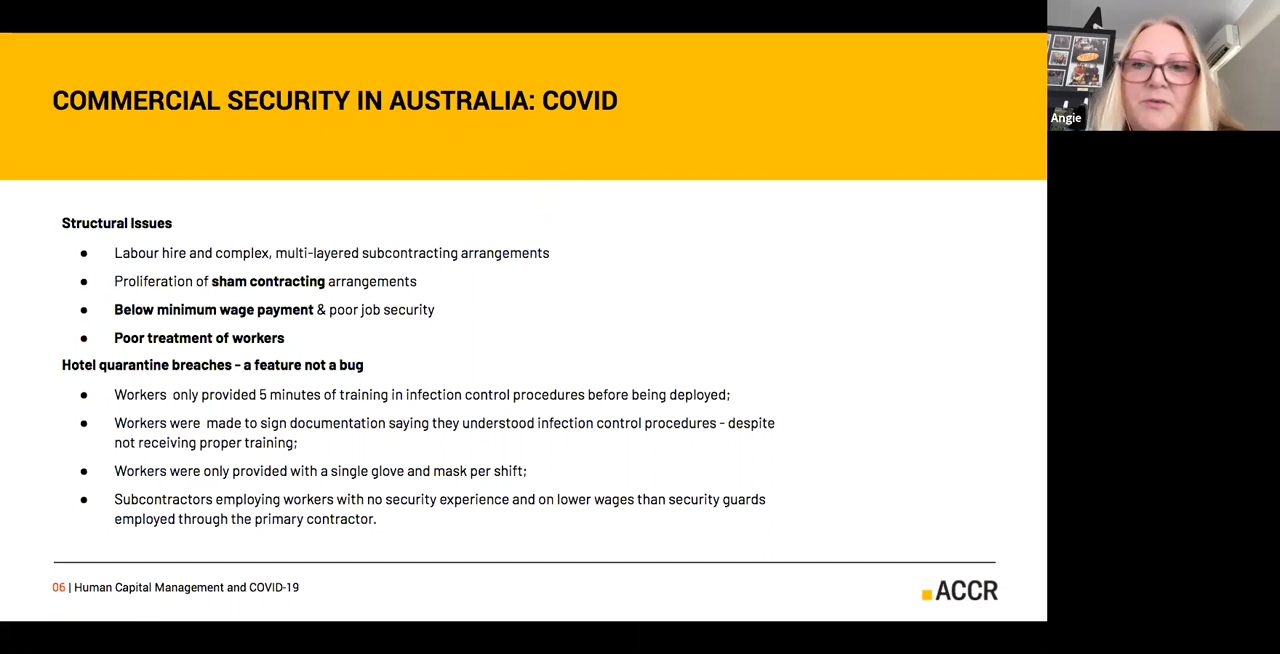 COMMERCIAL SECURITY IN AUSTRALIA: COVID
Angie
Structural Issues
● Labour hire and complex, multi-layered subcontracting arrangements
● Proliferation of sham contracting arrangements
● Below minimum wage payment & poor job security
● Poor treatment of workers
Hotel quarantine breaches - a feature not a bug
● Workers only provided 5 minutes of training in infection control procedures before being deployed;
● Workers were made to sign documentation saying they understood infection control procedures - despite
not receiving proper training;
● Workers were only provided with a single glove and mask per shift;
● Subcontractors employing workers with no security experience and on lower wages than security guards
employed through the primary contractor.
06 | Human Capital Management and COVID-19
ACCR